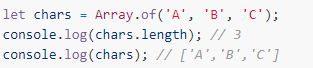 let chars = Array.of('A', 'B', 'C');
console.log(chars.length); // 3
console.log(chars); // ['A','B','C']